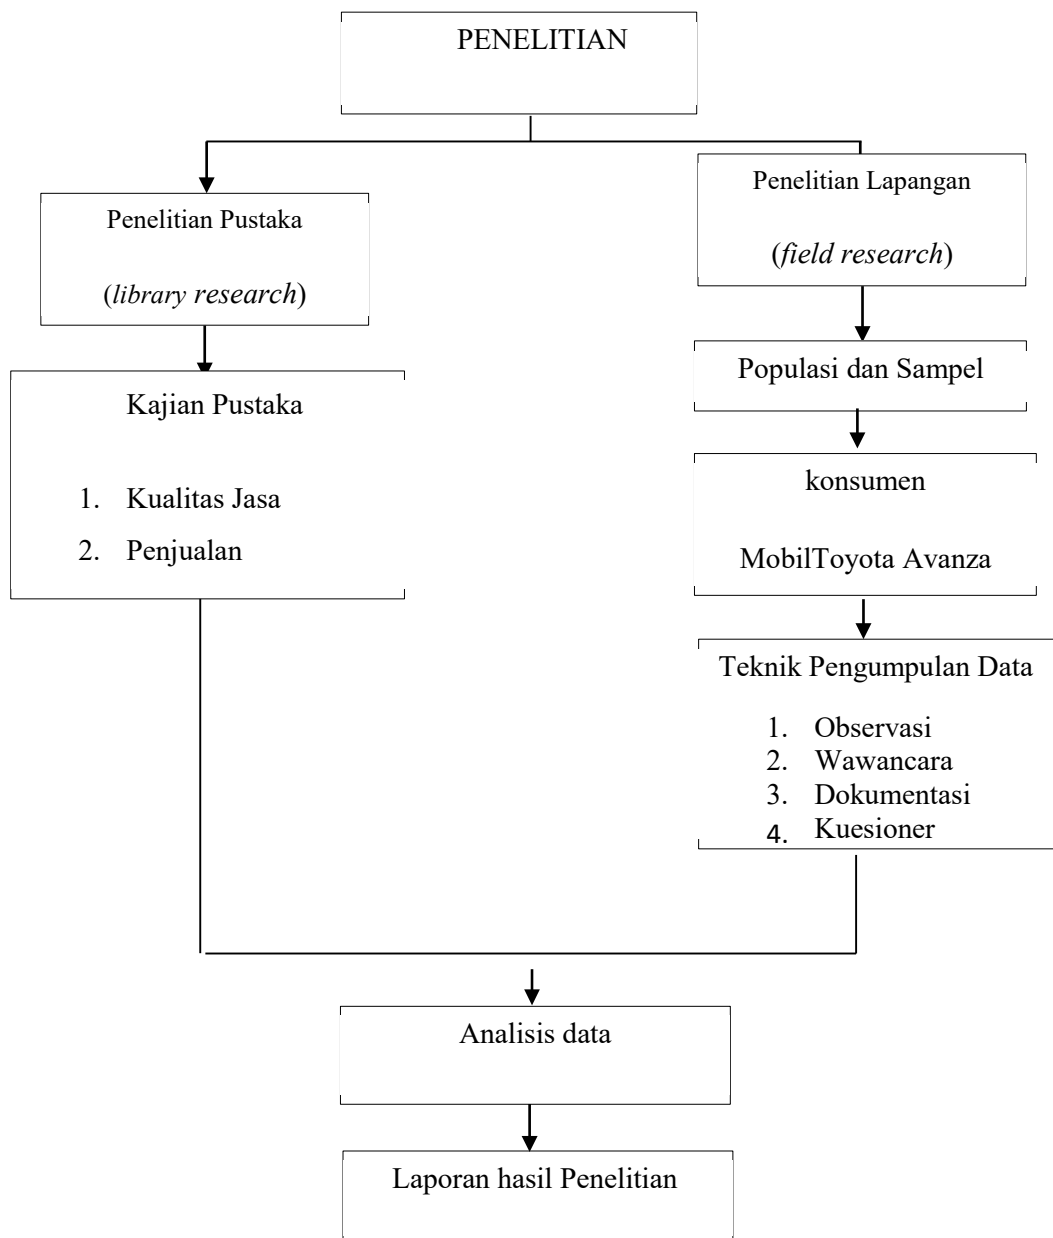 PENELITIAN
Penelitian Pustaka
(library research)
Kajian Pustaka
1. Kualitas Jasa
2. Penjualan
Penelitian Lapangan
(field research)
Populasi dan Sampel
konsumen
MobilToyota Avanza
Teknik Pengumpulan Data
1. Observasi
2. Wawancara
3. Dokumentasi
4. Kuesioner
Analisis data
Laporan hasil Penelitian